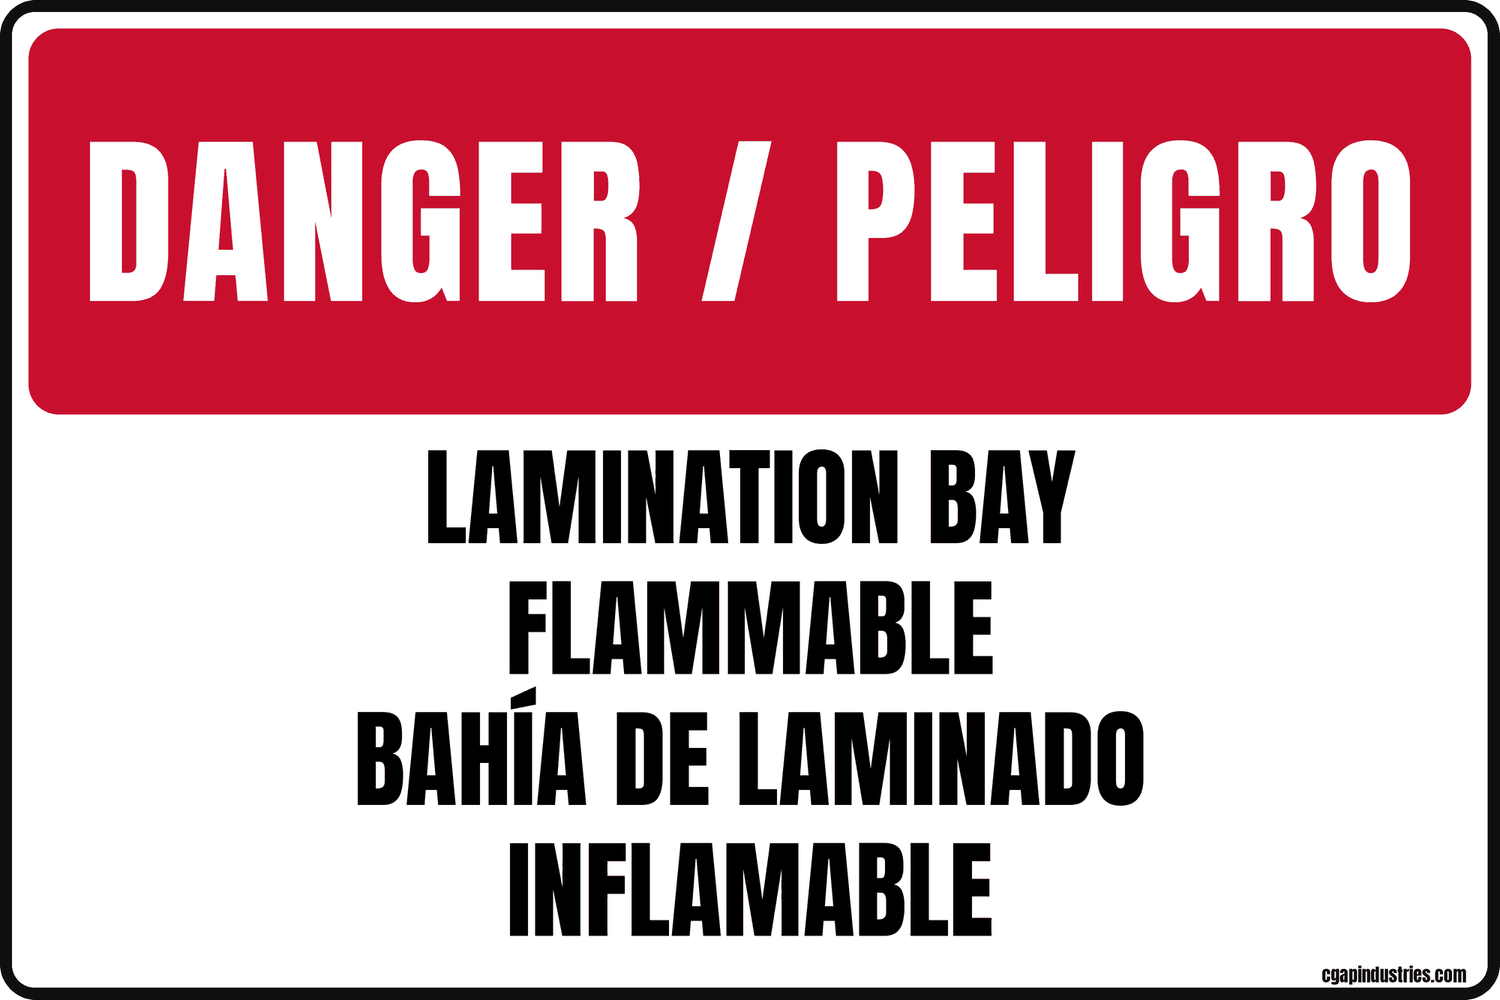 DANGER / PELIGRO
LAMINATION BAY
FLAMMABLE
BAHÍA DE LAMINADO
INFLAMABLE
cgapindustries.com